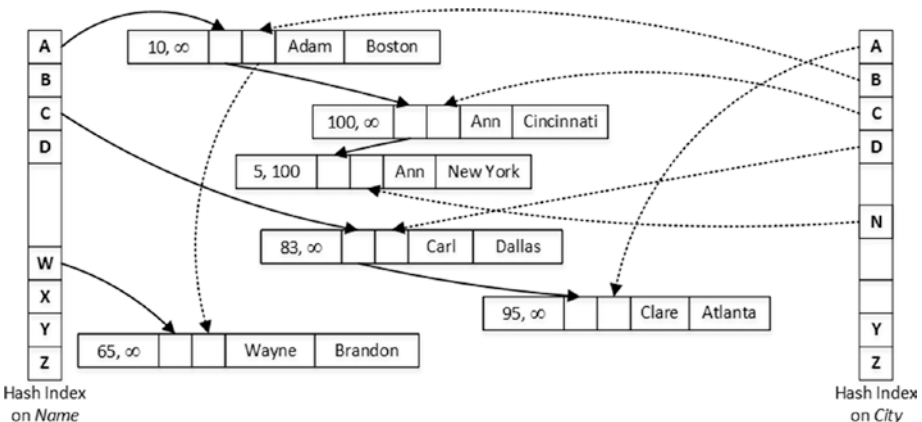 A
B
C
D
W
X
Y
Z
Hash Index
on Name
10, ∞ Adam Boston
100, ∞ Ann Cincinnati
5, 100 Ann New York
83, ∞ Carl Dallas
95, ∞ Clare Atlanta
65, ∞ Wayne Brandon
A
B
C
D
N
Y
Z
Hash Index
on City